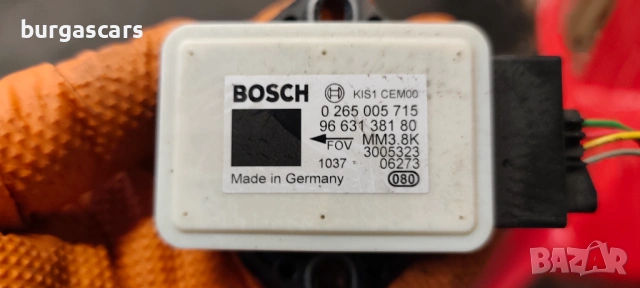 burgascars
BOSCH KIS1 CEM00
0 265 005 715
96 631 381 80
FOV MM3.8K
3005323
1037 06273
Made in Germany 080
BAZAR